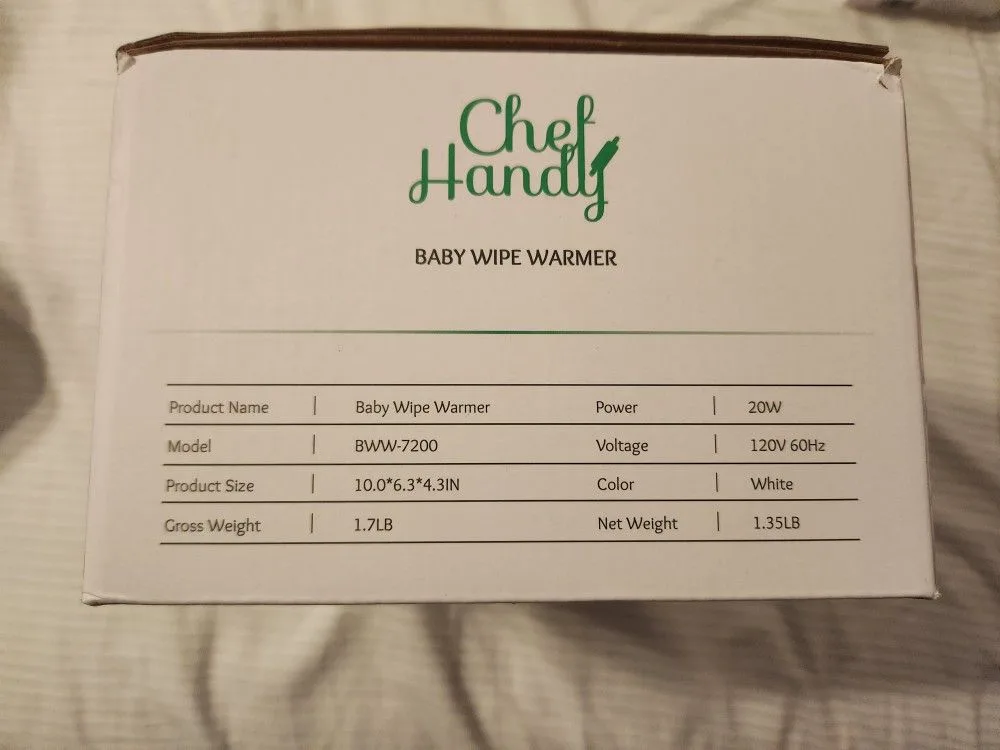 Chef
Handy
BABY WIPE WARMER
Product Name | Baby Wipe Warmer Power | 20W
Model | BWW-7200 Voltage | 120V 60Hz
Product Size | 10.0*6.3*4.3IN Color | White
Gross Weight | 1.7LB Net Weight | 1.35LB